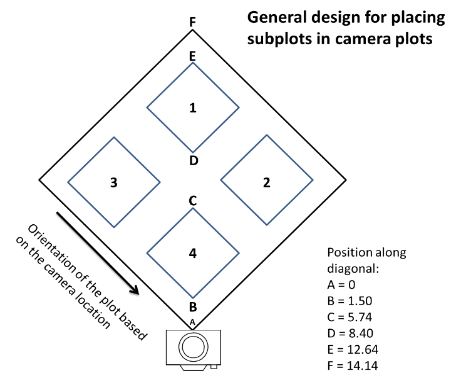 General design for placing
subplots in camera plots
F
E
1
D
3
2
C
4
B
A
Orientation of the plot based
on the camera location
Position along
diagonal:
A = 0
B = 1.50
C = 5.74
D = 8.40
E = 12.64
F = 14.14